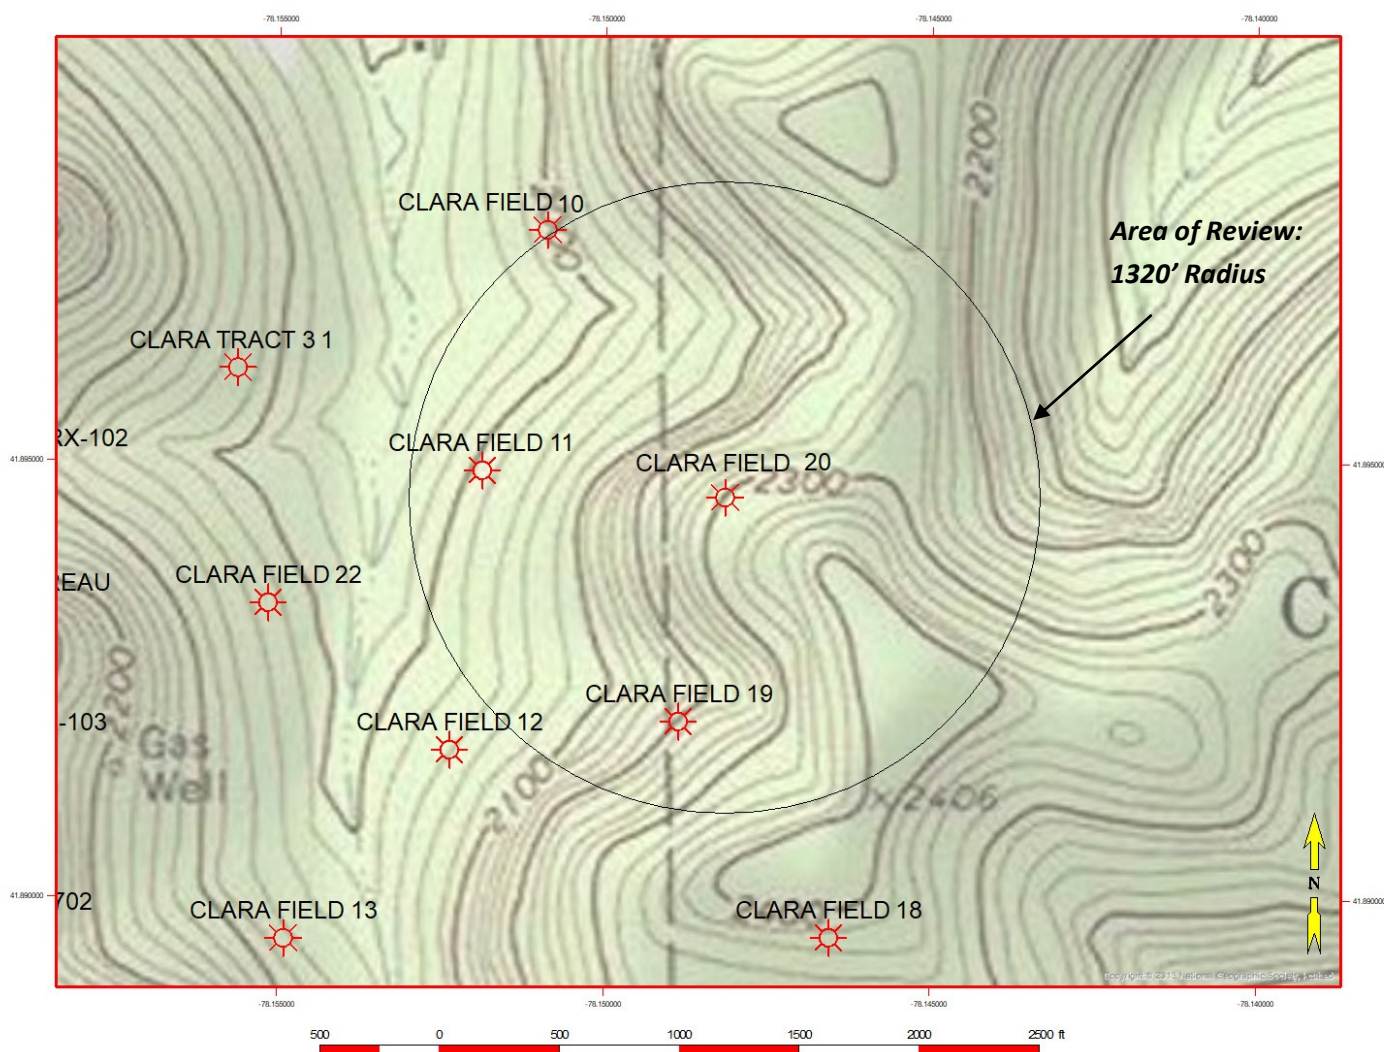 -78.155000 -78.150000 -78.145000 -78.140000
2200
CLARA FIELD 10
Area of Review:
1320’ Radius
CLARA TRACT 3 1
RX-102
CLARA FIELD 11
41.895000
41.895000
CLARA FIELD 20
2300
2300
REAU
CLARA FIELD 22
C
2200
CLARA FIELD 19
-103
CLARA FIELD 12
Gas
Well
2100
X 2406
N
41.890000
41.890000
702
CLARA FIELD 13
CLARA FIELD 18
-78.155000 -78.150000 -78.145000 -78.140000
500 0 500 1000 1500 2000 2500 ft